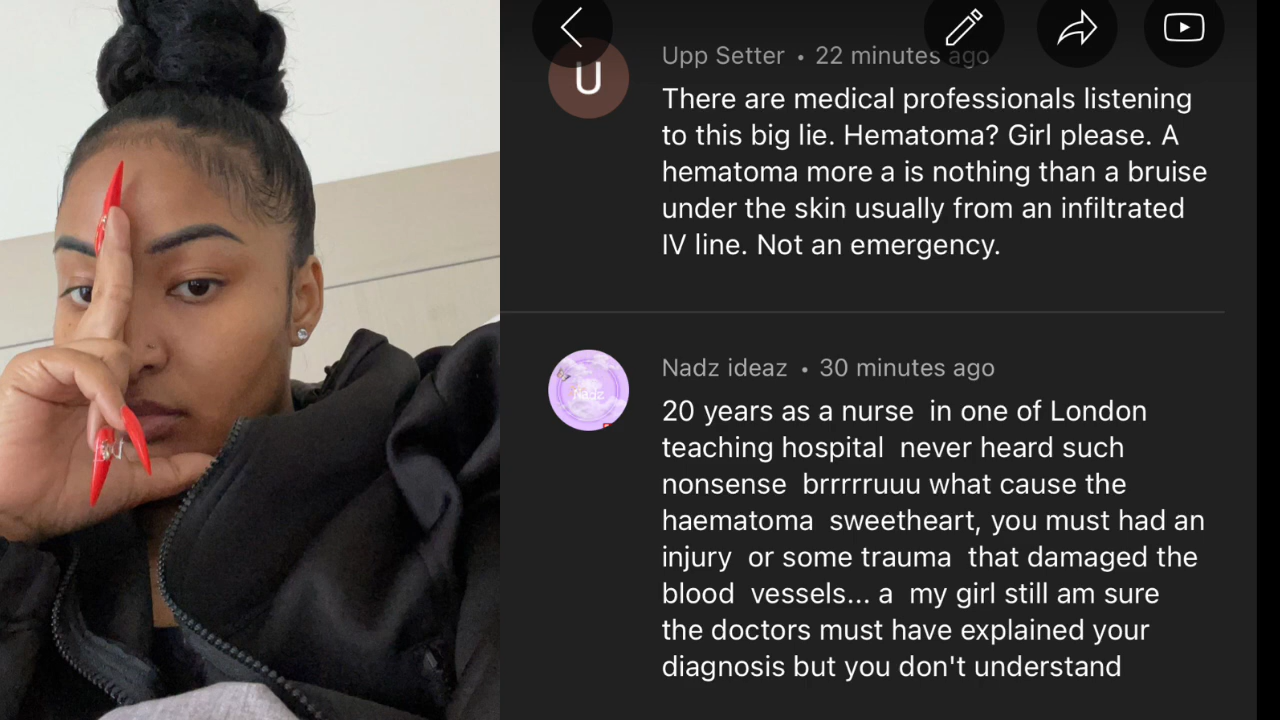 Upp Setter • 22 minutes ago
U
There are medical professionals listening
to this big lie. Hematoma? Girl please. A
hematoma more a is nothing than a bruise
under the skin usually from an infiltrated
IV line. Not an emergency.
Nadz ideaz • 30 minutes ago
Nadz
20 years as a nurse in one of London
teaching hospital never heard such
nonsense brrrrruuu what cause the
haematoma sweetheart, you must had an
injury or some trauma that damaged the
blood vessels... a my girl still am sure
the doctors must have explained your
diagnosis but you don't understand